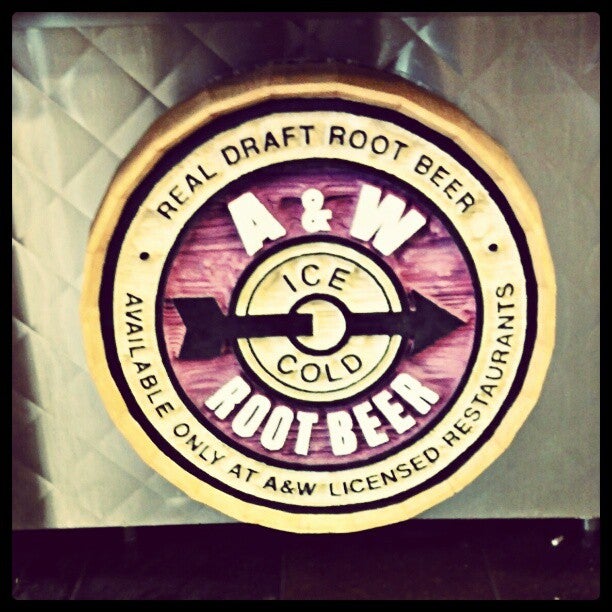 REAL DRAFT ROOT BEER
A & W
ICE
COLD
ROOT BEER
AVAILABLE ONLY AT A&W LICENSED RESTAURANTS